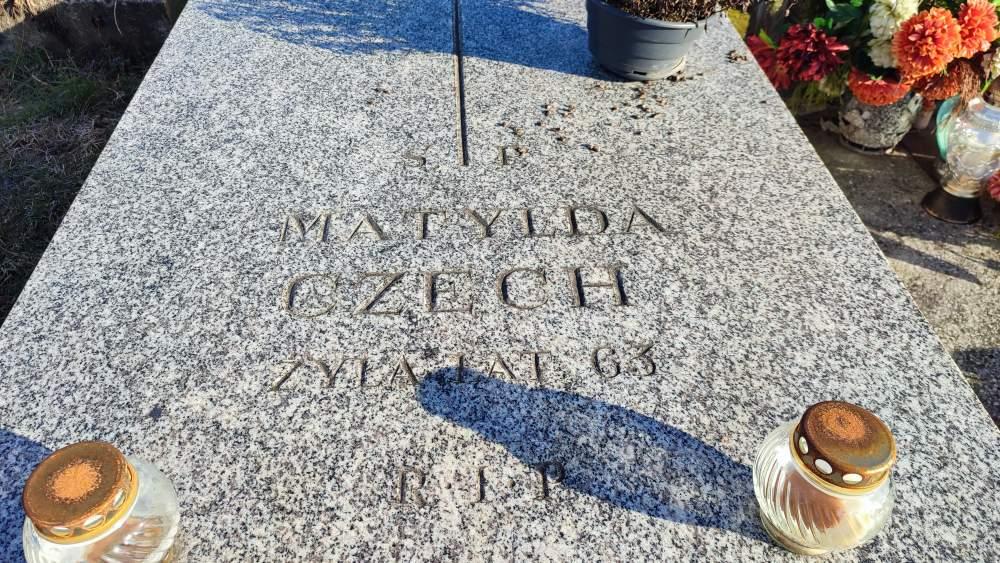 S P
MATYLDA
CZECH
ŻYŁA LAT 63
R I P